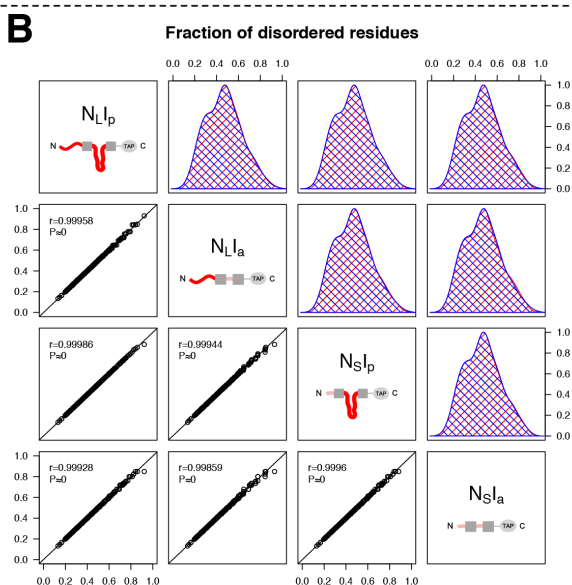 B
Fraction of disordered residues
0.0 0.2 0.4 0.6 0.8 1.0
0.0 0.2 0.4 0.6 0.8 1.0
NLIp
N TAP C
1.0
0.8
0.6
0.4
0.2
0.0
1.0
0.8
0.6
0.4
0.2
0.0
r=0.99958
P≈0
NLIa
N TAP C
r=0.99986
P≈0
r=0.99944
P≈0
NSIp
N TAP C
1.0
0.8
0.6
0.4
0.2
0.0
1.0
0.8
0.6
0.4
0.2
0.0
r=0.99928
P≈0
r=0.99859
P≈0
r=0.9996
P≈0
NSIa
N TAP C
0.0 0.2 0.4 0.6 0.8 1.0
0.0 0.2 0.4 0.6 0.8 1.0